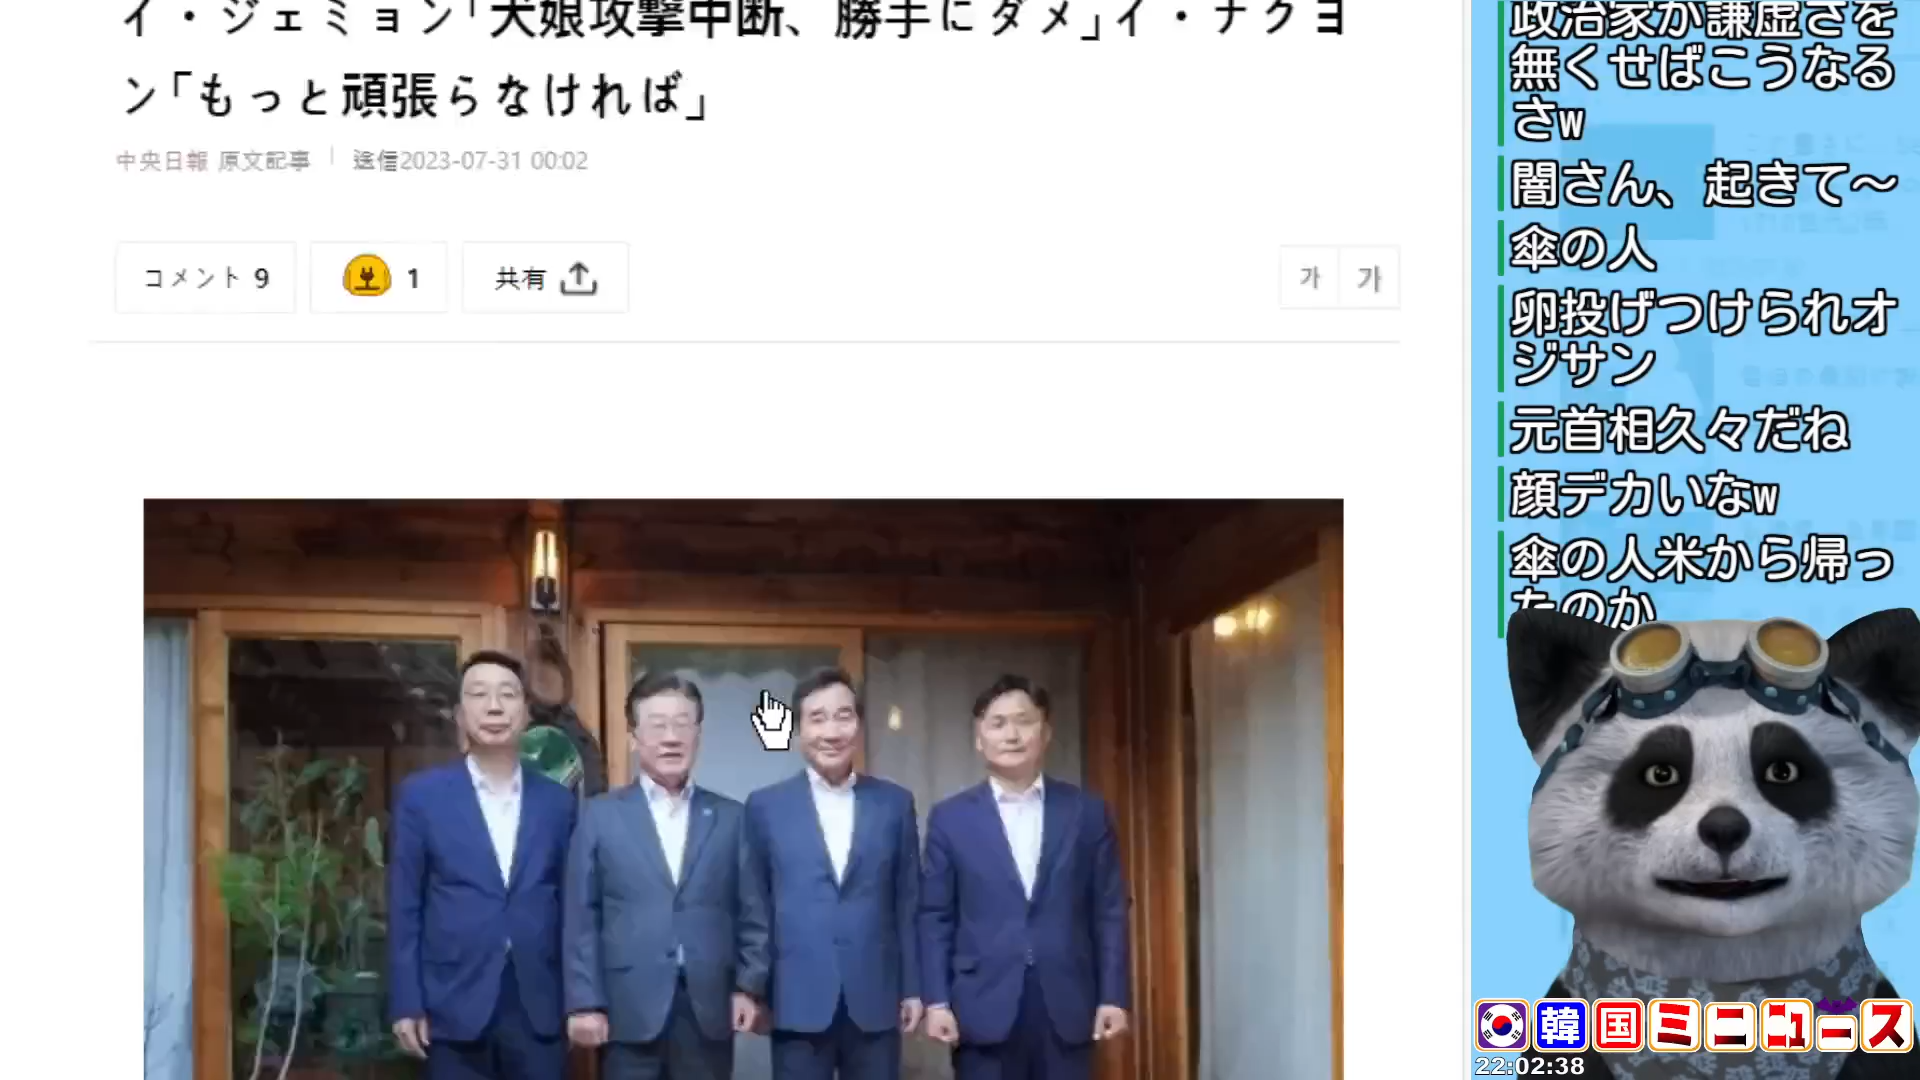 イ・ジェミョン「犬娘攻撃中断、勝手にダメ」イ・ナクヨ
ン「もっと頑張らなければ」
中央日報 原文記事 送信2023-07-31 00:02
コメント 9
1
共有
가 가
政治家が謙虚さを
無くせばこうなる
さw
闇さん、起きて～
傘の人
卵投げつけられオ
ジサン
元首相久々だね
顔デカいなw
傘の人米から帰っ
たのか
韓国ミニニュース
22:02:38